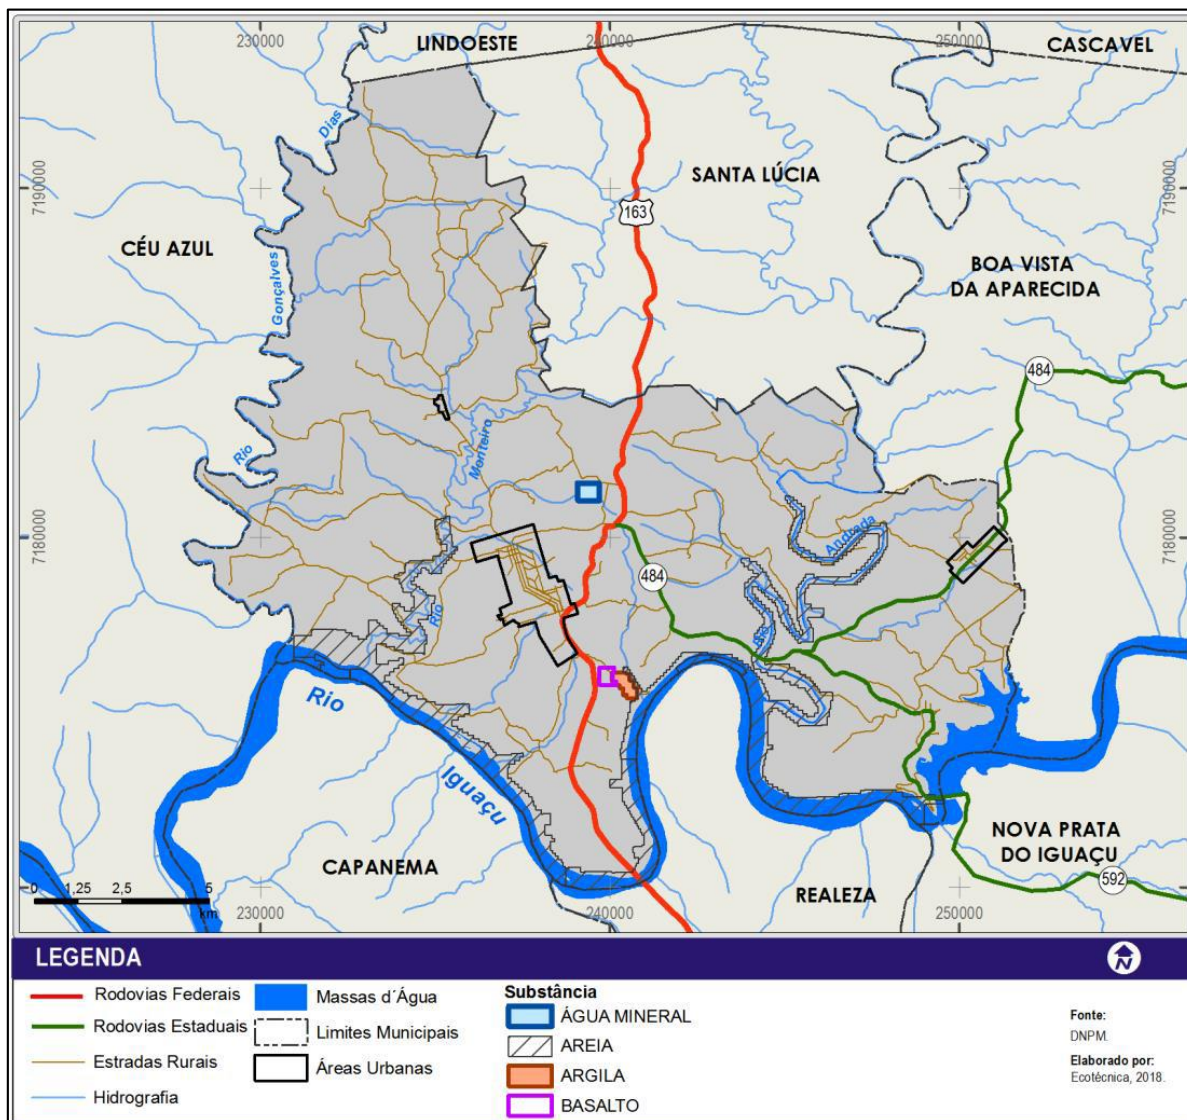 230000
LINDOESTE
240000
250000
CASCAVEL
Dias
7190000
SANTA LÚCIA
7190000
163
CÉU AZUL
Gonçalves
BOA VISTA
DA APARECIDA
484
Monteiro
Rio
7180000
Andrada
7180000
484
Rio
Rio
Rio
Iguaçu
NOVA PRATA
DO IGUAÇU
CAPANEMA
REALEZA
592
0 1,25 2,5 5
km
230000
240000
250000
LEGENDA
N
Rodovias Federais
Rodovias Estaduais
Estradas Rurais
Hidrografia
Massas d´Água
Limites Municipais
Áreas Urbanas
Substância
ÁGUA MINERAL
AREIA
ARGILA
BASALTO
Fonte:
DNPM.
Elaborado por:
Ecotécnica, 2018.